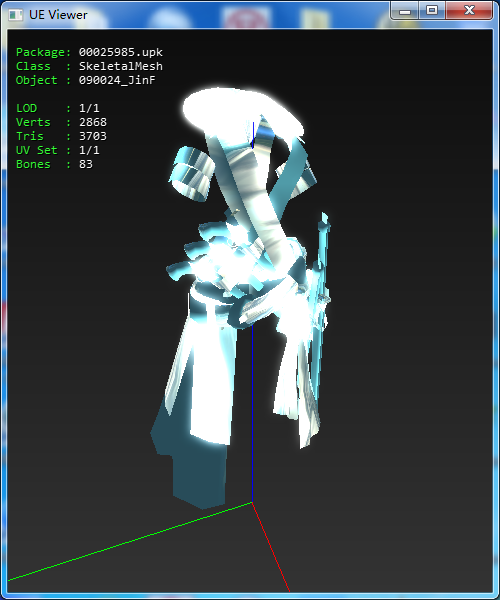 UE Viewer
Package: 00025985.upk
Class : SkeletalMesh
Object : 090024_JinF
LOD : 1/1
Verts : 2868
Tris : 3703
UV Set : 1/1
Bones : 83